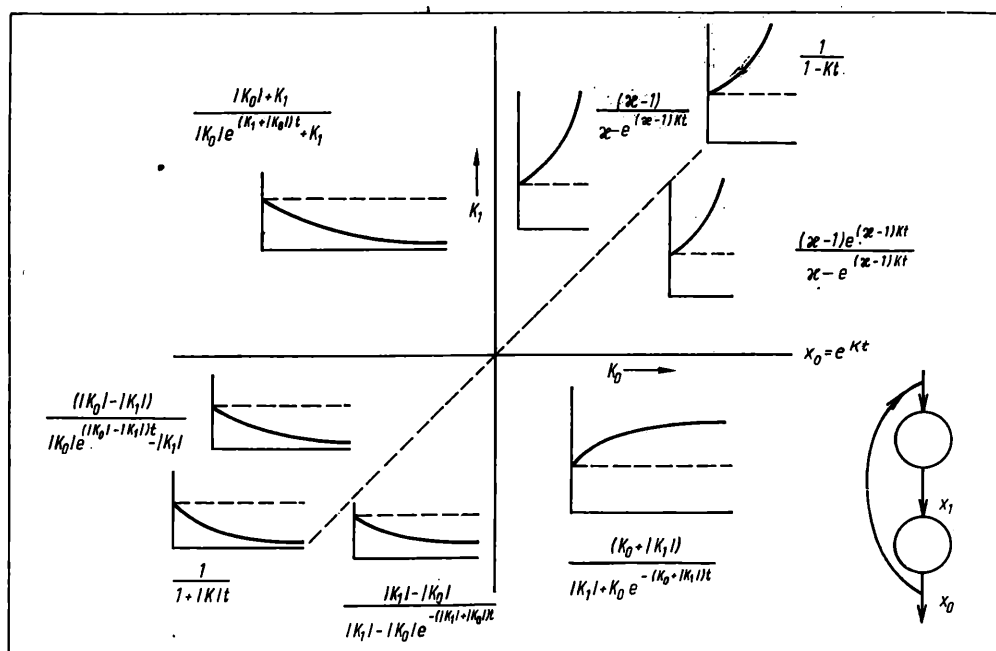 1
1-Kt
|K₀|+K₁
|K₀|e^(K₁+|K₀|)t+K₁
(ϰ-1)
ϰ-e^(ϰ-1)Kt
K₁
(ϰ-1)e^(ϰ-1)Kt
ϰ-e^(ϰ-1)Kt
x₀=e^Kt
K₀
(|K₀|-|K₁|)
|K₀|e^(|K₀|-|K₁|)t-|K₁|
x₁
1
1+|K|t
|K₁|-|K₀|
|K₁|-|K₀|e^-(|K₁|+|K₀|)t
(K₀+|K₁|)
|K₁|+K₀e^-(K₀+|K₁|)t
x₀